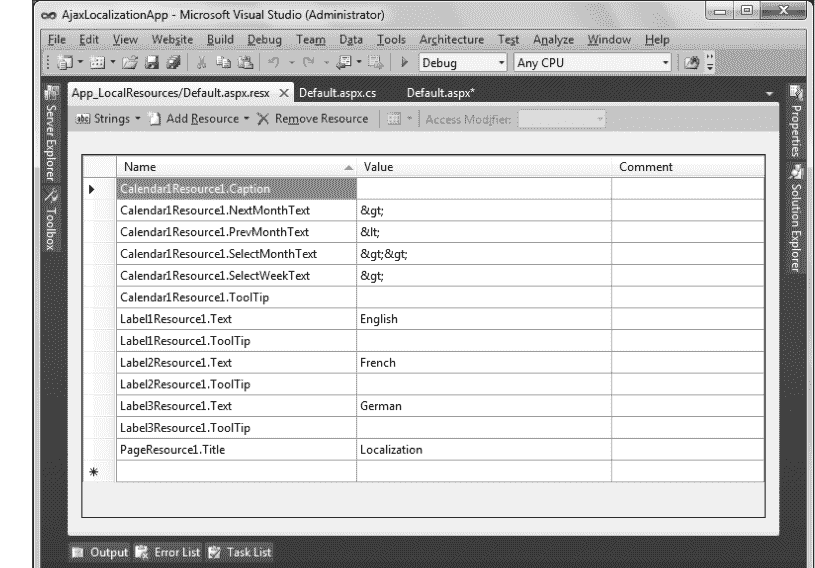 AjaxLocalizationApp - Microsoft Visual Studio (Administrator)
File Edit View Website Build Debug Team Data Tools Architecture Test Analyze Window Help
Debug Any CPU
App_LocalResources/Default.aspx.resx Default.aspx.cs Default.aspx*
abc Strings Add Resource Remove Resource Access Modifier:
Server Explorer
Toolbox
Properties
Solution Explorer
Name Value Comment
Calendar1Resource1.Caption
Calendar1Resource1.NextMonthText &gt;
Calendar1Resource1.PrevMonthText &lt;
Calendar1Resource1.SelectMonthText &gt;&gt;
Calendar1Resource1.SelectWeekText &gt;
Calendar1Resource1.ToolTip
Label1Resource1.Text English
Label1Resource1.ToolTip
Label2Resource1.Text French
Label2Resource1.ToolTip
Label3Resource1.Text German
Label3Resource1.ToolTip
PageResource1.Title Localization
Output Error List Task List